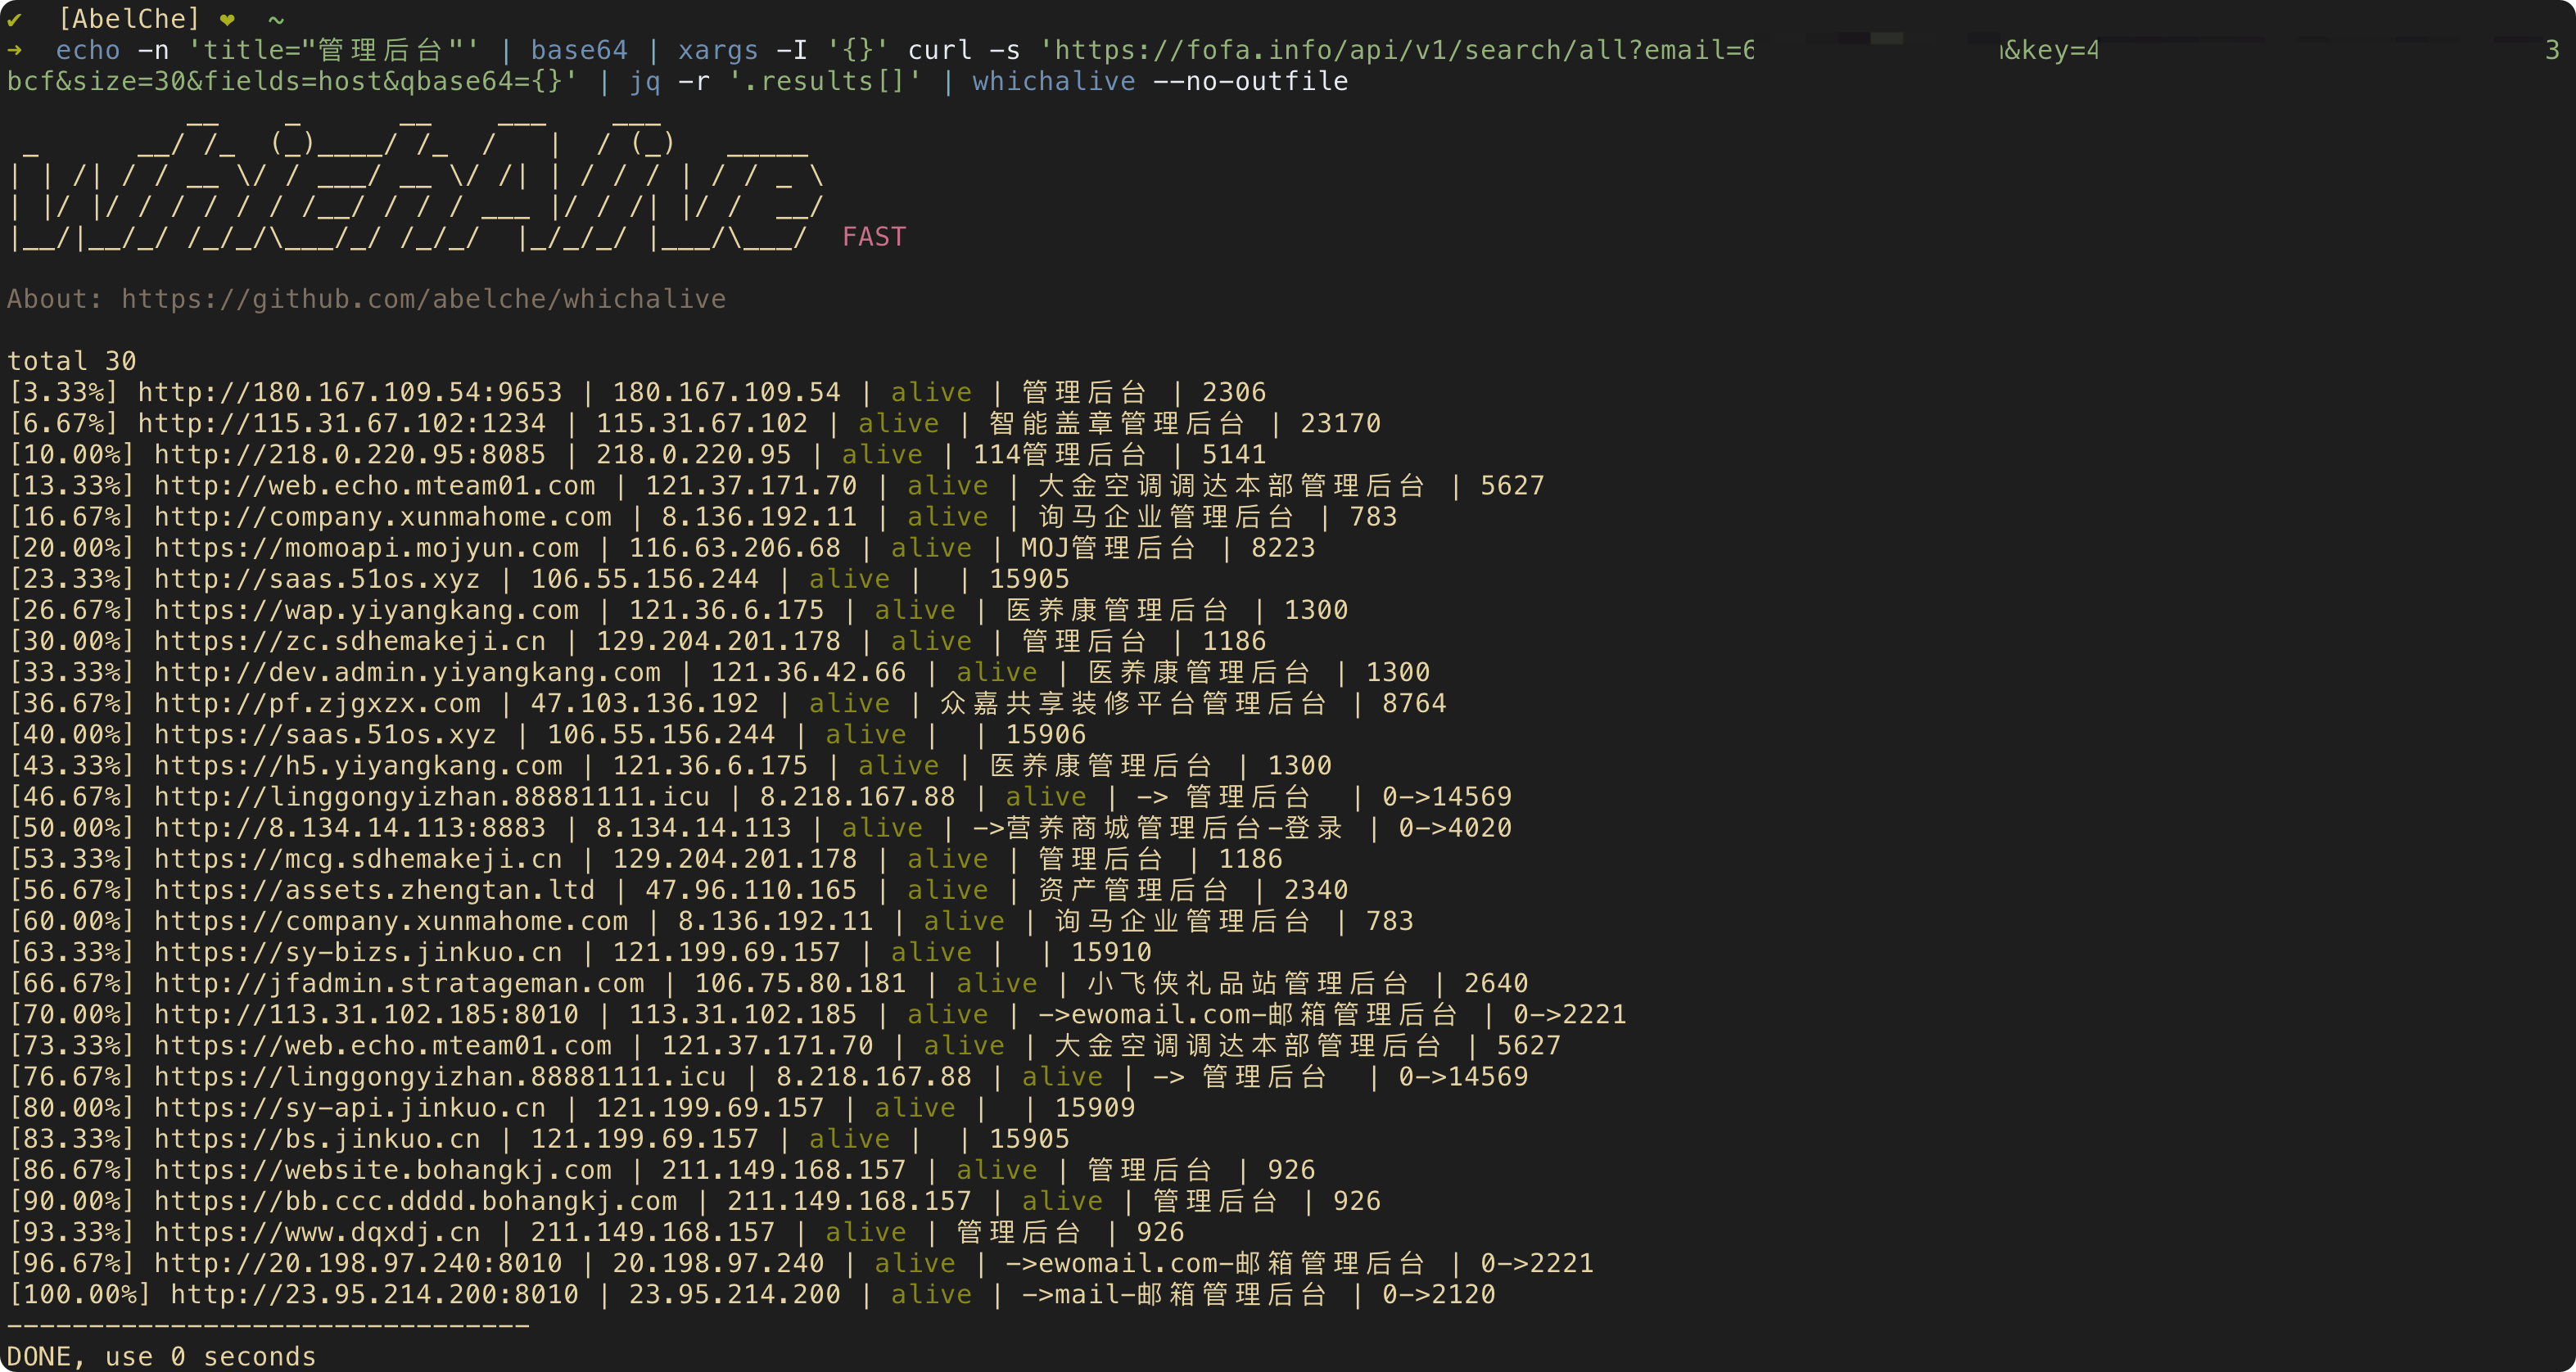 ✔ [AbelChe] ❤ ~
➜ echo -n 'title="管理后台"' | base64 | xargs -I '{}' curl -s 'https://fofa.info/api/v1/search/all?email=6 &key=4 3
bcf&size=30&fields=host&qbase64={}' | jq -r '.results[]' | whichalive --no-outfile
           __    _      __    ___    ___
 _      __/ /_  (_)____/ /_  /   |  / (_)   _____
| | /| / / __ \/ / ___/ __ \/ /| | / / / | / / _ \
| |/ |/ / / / / / /__/ / / / ___ |/ / /| |/ /  __/
|__/|__/_/ /_/_/\___/_/ /_/_/  |_/_/_/ |___/\___/  FAST
About: https://github.com/abelche/whichalive
total 30
[3.33%] http://180.167.109.54:9653 | 180.167.109.54 | alive | 管理后台 | 2306
[6.67%] http://115.31.67.102:1234 | 115.31.67.102 | alive | 智能盖章管理后台 | 23170
[10.00%] http://218.0.220.95:8085 | 218.0.220.95 | alive | 114管理后台 | 5141
[13.33%] http://web.echo.mteam01.com | 121.37.171.70 | alive | 大金空调调达本部管理后台 | 5627
[16.67%] http://company.xunmahome.com | 8.136.192.11 | alive | 询马企业管理后台 | 783
[20.00%] https://momoapi.mojyun.com | 116.63.206.68 | alive | MOJ管理后台 | 8223
[23.33%] http://saas.51os.xyz | 106.55.156.244 | alive |  | 15905
[26.67%] https://wap.yiyangkang.com | 121.36.6.175 | alive | 医养康管理后台 | 1300
[30.00%] https://zc.sdhemakeji.cn | 129.204.201.178 | alive | 管理后台 | 1186
[33.33%] http://dev.admin.yiyangkang.com | 121.36.42.66 | alive | 医养康管理后台 | 1300
[36.67%] http://pf.zjgxzx.com | 47.103.136.192 | alive | 众嘉共享装修平台管理后台 | 8764
[40.00%] https://saas.51os.xyz | 106.55.156.244 | alive |  | 15906
[43.33%] https://h5.yiyangkang.com | 121.36.6.175 | alive | 医养康管理后台 | 1300
[46.67%] http://linggongyizhan.88881111.icu | 8.218.167.88 | alive | -> 管理后台  | 0->14569
[50.00%] http://8.134.14.113:8883 | 8.134.14.113 | alive | ->营养商城管理后台-登录 | 0->4020
[53.33%] https://mcg.sdhemakeji.cn | 129.204.201.178 | alive | 管理后台 | 1186
[56.67%] https://assets.zhengtan.ltd | 47.96.110.165 | alive | 资产管理后台 | 2340
[60.00%] https://company.xunmahome.com | 8.136.192.11 | alive | 询马企业管理后台 | 783
[63.33%] https://sy-bizs.jinkuo.cn | 121.199.69.157 | alive |  | 15910
[66.67%] http://jfadmin.stratageman.com | 106.75.80.181 | alive | 小飞侠礼品站管理后台 | 2640
[70.00%] http://113.31.102.185:8010 | 113.31.102.185 | alive | ->ewomail.com-邮箱管理后台 | 0->2221
[73.33%] https://web.echo.mteam01.com | 121.37.171.70 | alive | 大金空调调达本部管理后台 | 5627
[76.67%] https://linggongyizhan.88881111.icu | 8.218.167.88 | alive | -> 管理后台  | 0->14569
[80.00%] https://sy-api.jinkuo.cn | 121.199.69.157 | alive |  | 15909
[83.33%] https://bs.jinkuo.cn | 121.199.69.157 | alive |  | 15905
[86.67%] https://website.bohangkj.com | 211.149.168.157 | alive | 管理后台 | 926
[90.00%] https://bb.ccc.dddd.bohangkj.com | 211.149.168.157 | alive | 管理后台 | 926
[93.33%] https://www.dqxdj.cn | 211.149.168.157 | alive | 管理后台 | 926
[96.67%] http://20.198.97.240:8010 | 20.198.97.240 | alive | ->ewomail.com-邮箱管理后台 | 0->2221
[100.00%] http://23.95.214.200:8010 | 23.95.214.200 | alive | ->mail-邮箱管理后台 | 0->2120
--------------------------------
DONE, use 0 seconds